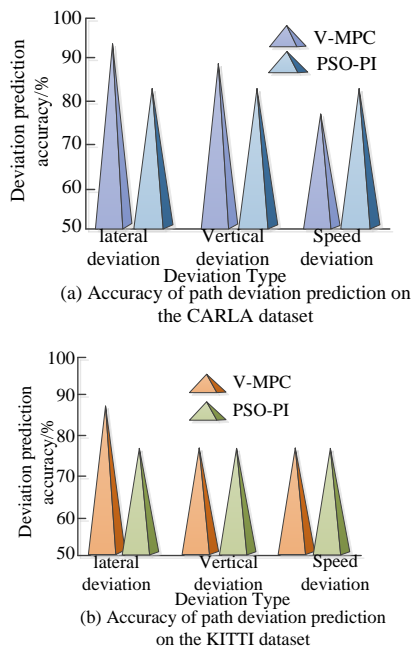 100
90
80
70
60
50
Deviation prediction
accuracy/%
V-MPC
PSO-PI
lateral
deviation
Vertical
deviation
Speed
deviation
Deviation Type
(a) Accuracy of path deviation prediction on
the CARLA dataset
100
90
80
70
60
50
Deviation prediction
accuracy/%
V-MPC
PSO-PI
lateral
deviation
Vertical
deviation
Speed
deviation
Deviation Type
(b) Accuracy of path deviation prediction
on the KITTI dataset